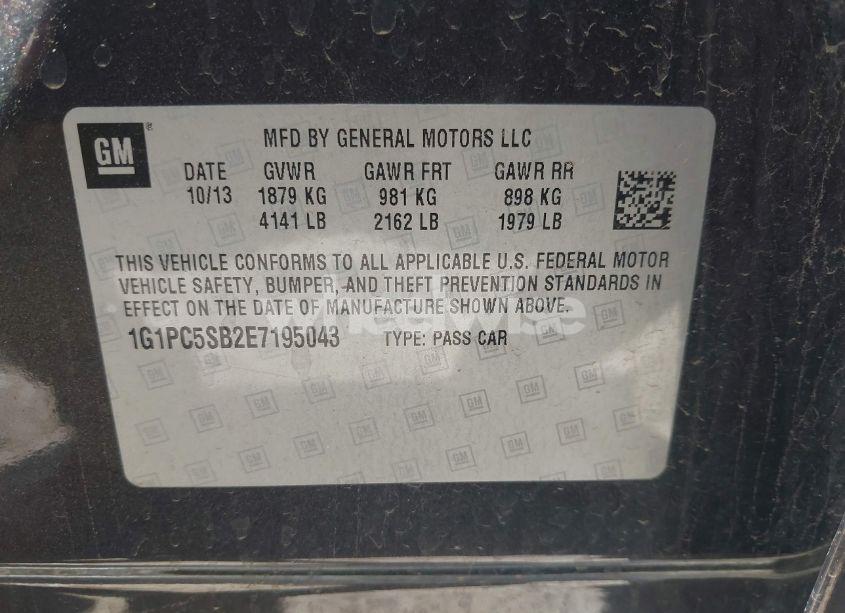 GM
MFD BY GENERAL MOTORS LLC
DATE GVWR GAWR FRT GAWR RR
10/13 1879 KG 981 KG 898 KG
4141 LB 2162 LB 1979 LB
THIS VEHICLE CONFORMS TO ALL APPLICABLE U.S. FEDERAL MOTOR
VEHICLE SAFETY, BUMPER, AND THEFT PREVENTION STANDARDS IN
EFFECT ON THE DATE OF MANUFACTURE SHOWN ABOVE.
1G1PC5SB2E7195043 TYPE: PASS CAR